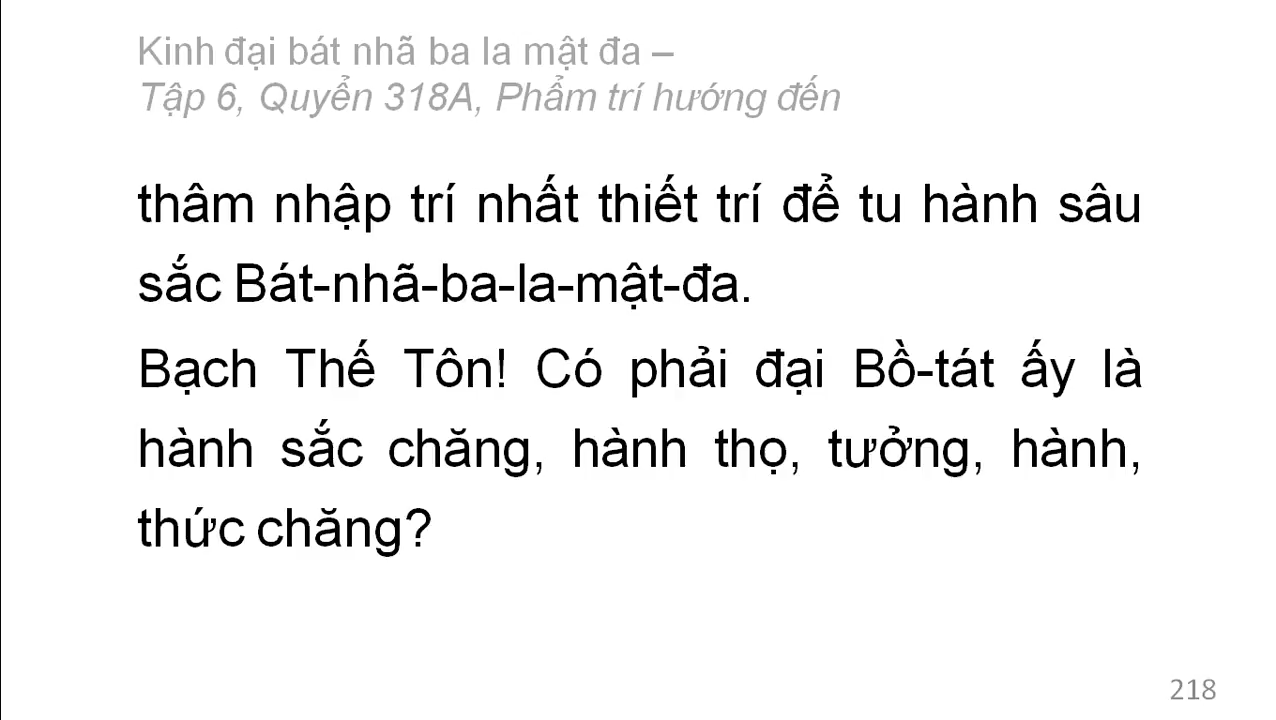 Kinh đại bát nhã ba la mật đa –
Tập 6, Quyển 318A, Phẩm trí hướng đến
thâm nhập trí nhất thiết trí để tu hành sâu
sắc Bát-nhã-ba-la-mật-đa.
Bạch Thế Tôn! Có phải đại Bồ-tát ấy là
hành sắc chăng, hành thọ, tưởng, hành,
thức chăng?
218